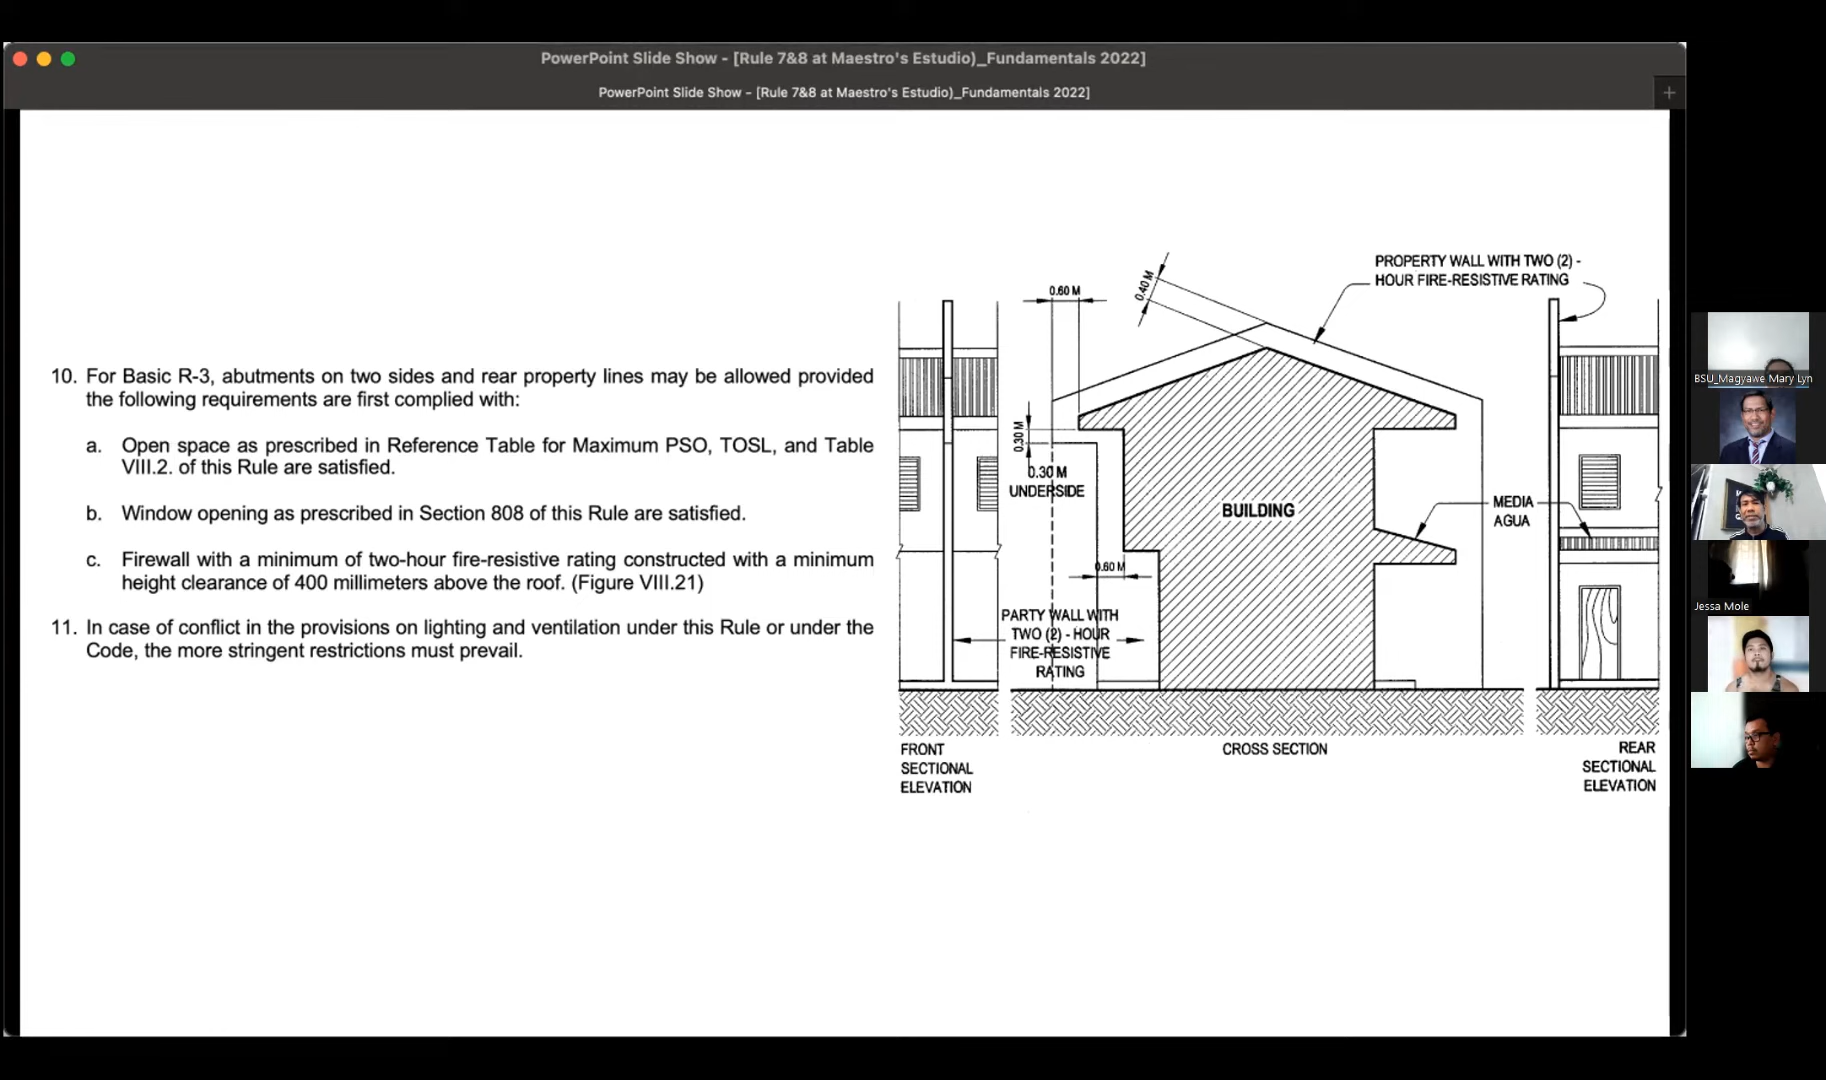 PowerPoint Slide Show - [Rule 7&8 at Maestro's Estudio)_Fundamentals 2022]
PowerPoint Slide Show - [Rule 7&8 at Maestro's Estudio)_Fundamentals 2022]
10. For Basic R-3, abutments on two sides and rear property lines may be allowed provided
the following requirements are first complied with:
a. Open space as prescribed in Reference Table for Maximum PSO, TOSL, and Table
VIII.2. of this Rule are satisfied.
b. Window opening as prescribed in Section 808 of this Rule are satisfied.
c. Firewall with a minimum of two-hour fire-resistive rating constructed with a minimum
height clearance of 400 millimeters above the roof. (Figure VIII.21)
11. In case of conflict in the provisions on lighting and ventilation under this Rule or under the
Code, the more stringent restrictions must prevail.
PROPERTY WALL WITH TWO (2) -
HOUR FIRE-RESISTIVE RATING
0.60 M
0.40 M
0.30 M
0.30 M
UNDERSIDE
BUILDING
MEDIA
AGUA
0.60 M
PARTY WALL WITH
TWO (2) - HOUR
FIRE-RESISTIVE
RATING
FRONT
SECTIONAL
ELEVATION
CROSS SECTION
REAR
SECTIONAL
ELEVATION
BSU_Magyawe Mary Lyn
Jessa Mole